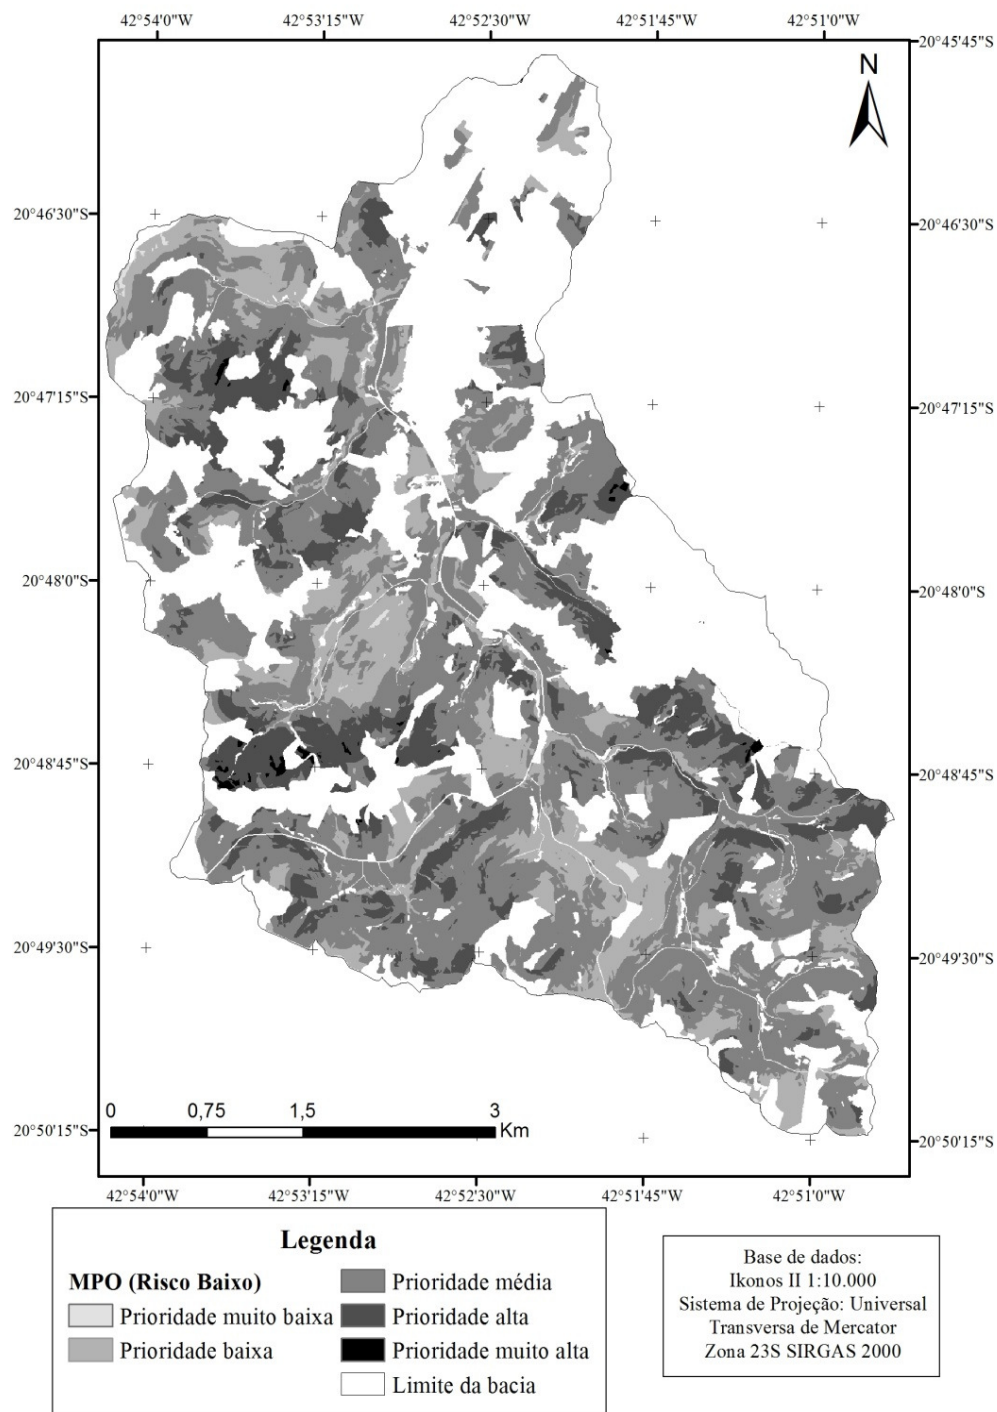 42°54'0"W 42°53'15"W 42°52'30"W 42°51'45"W 42°51'0"W
20°45'45"S
N
20°46'30"S 20°46'30"S
20°47'15"S 20°47'15"S
20°48'0"S 20°48'0"S
20°48'45"S 20°48'45"S
20°49'30"S 20°49'30"S
0 0,75 1,5 3
Km
20°50'15"S 20°50'15"S
42°54'0"W 42°53'15"W 42°52'30"W 42°51'45"W 42°51'0"W
Legenda
MPO (Risco Baixo)
Prioridade muito baixa
Prioridade baixa
Prioridade média
Prioridade alta
Prioridade muito alta
Limite da bacia
Base de dados:
Ikonos II 1:10.000
Sistema de Projeção: Universal
Transversa de Mercator
Zona 23S SIRGAS 2000